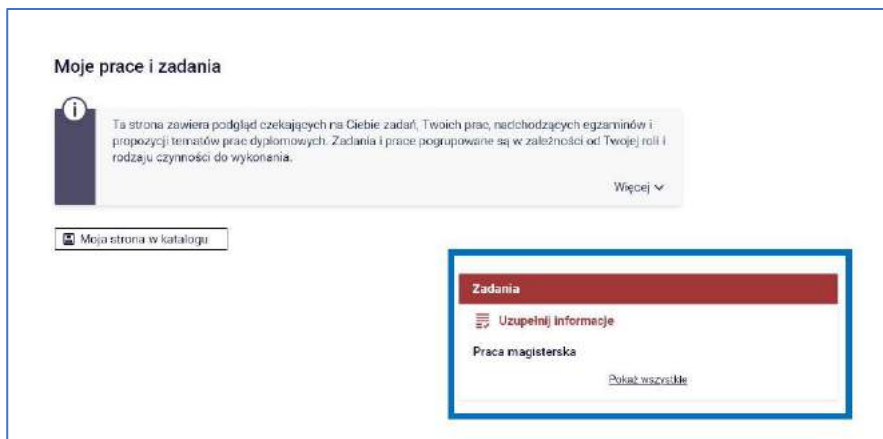 Moje prace i zadania
Ta strona zawiera podgląd czekających na Ciebie zadań, Twoich prac, nadchodzących egzaminów i
propozycji tematów prac dyplomowych. Zadania i prace pogrupowane są w zależności od Twojej roli i
rodzaju czynności do wykonania.
Więcej
Moja strona w katalogu
Zadania
Uzupełnij informacje
Praca magisterska
Pokaż wszystkie